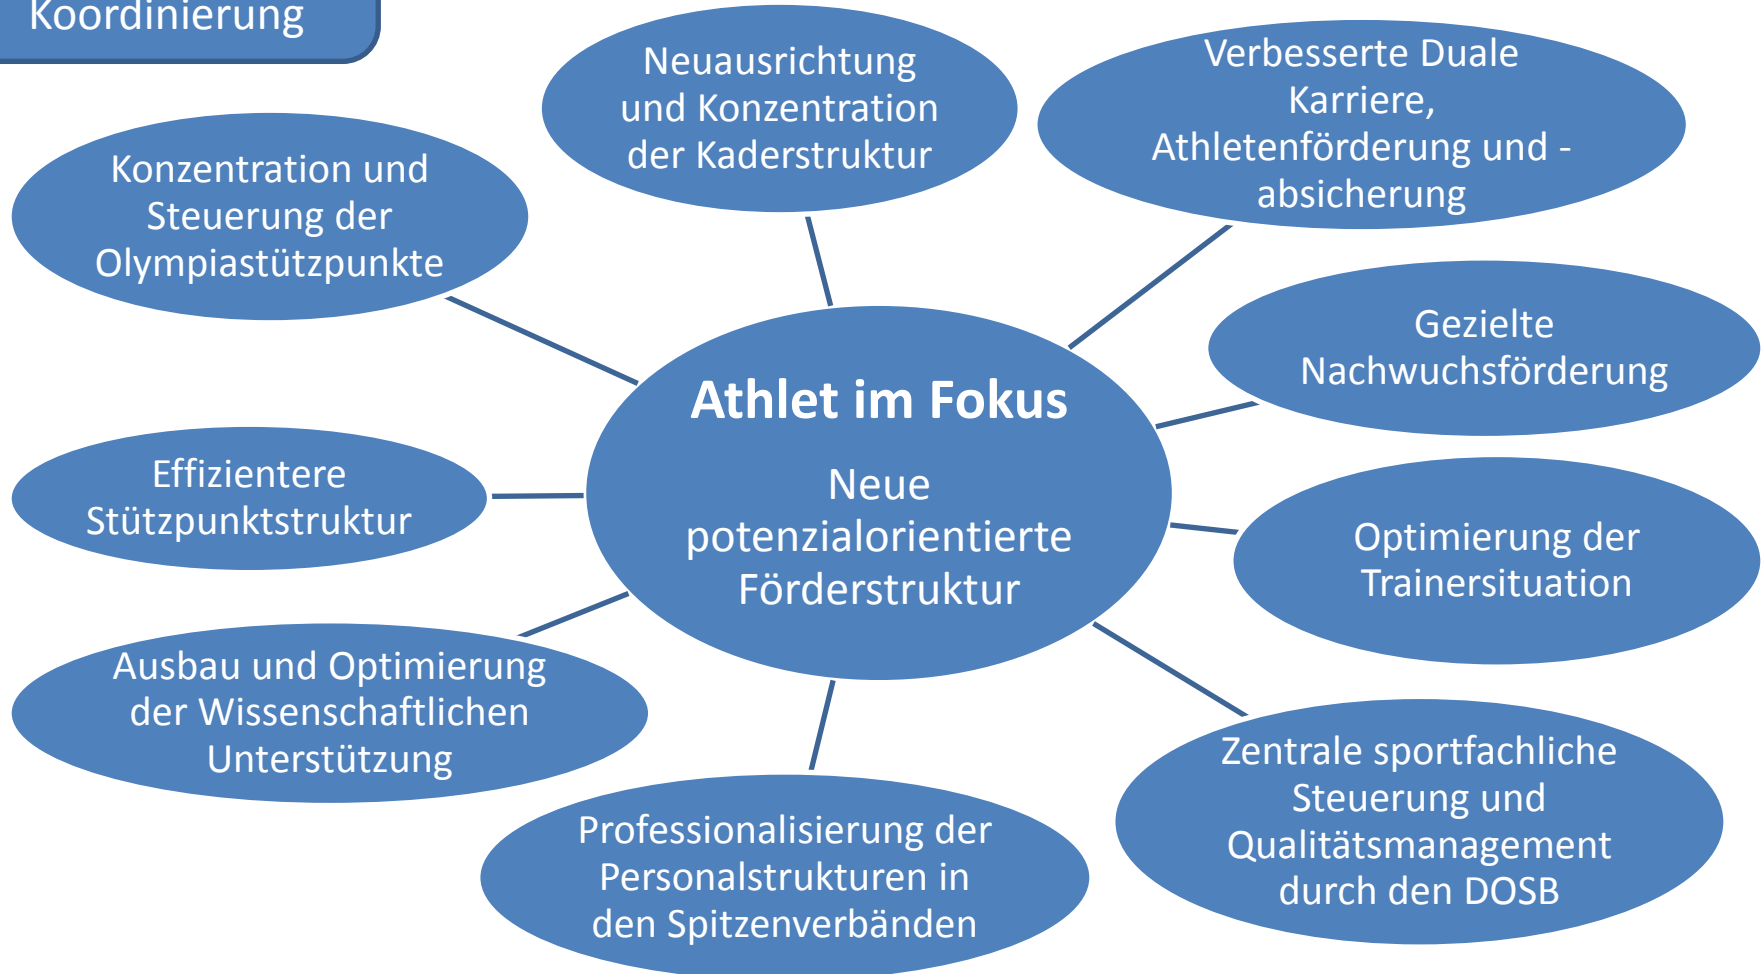 Koordinierung
Neuausrichtung
und Konzentration
der Kaderstruktur
Verbesserte Duale
Karriere,
Athletenförderung und -
absicherung
Konzentration und
Steuerung der
Olympiastützpunkte
Gezielte
Nachwuchsförderung
Athlet im Fokus
Neue
potenzialorientierte
Förderstruktur
Effizientere
Stützpunktstruktur
Optimierung der
Trainersituation
Ausbau und Optimierung
der Wissenschaftlichen
Unterstützung
Zentrale sportfachliche
Steuerung und
Qualitätsmanagement
durch den DOSB
Professionalisierung der
Personalstrukturen in
den Spitzenverbänden